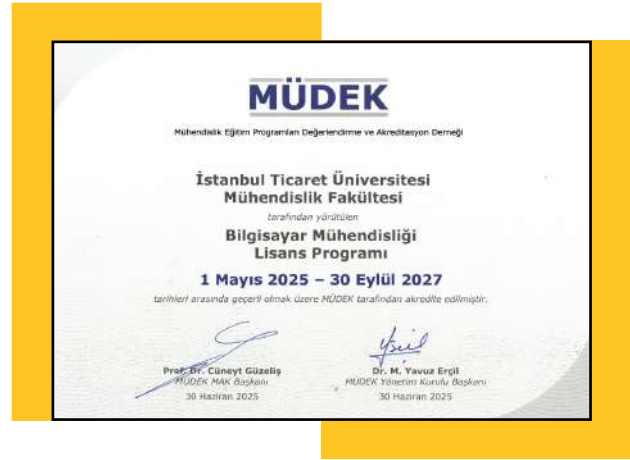 MÜDEK
Mühendislik Eğitim Programları Değerlendirme ve Akreditasyon Derneği
İstanbul Ticaret Üniversitesi
Mühendislik Fakültesi
tarafından yürütülen
Bilgisayar Mühendisliği
Lisans Programı
1 Mayıs 2025 – 30 Eylül 2027
tarihleri arasında geçerli olmak üzere MÜDEK tarafından akredite edilmiştir.
Prof. Dr. Cüneyt Güzeliş
MÜDEK MAK Başkanı
30 Haziran 2025
Dr. M. Yavuz Erçil
MÜDEK Yönetim Kurulu Başkanı
30 Haziran 2025